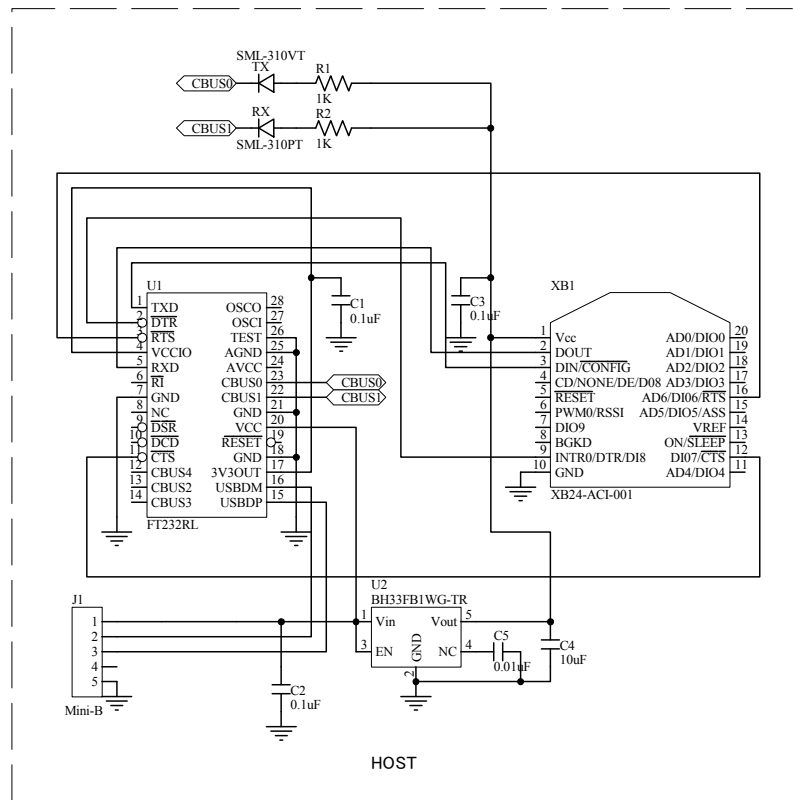 SML-310VT
TX
CBUS0
R1
1K
RX
CBUS1
SML-310PT
R2
1K
U1
1 TXD
2 DTR
3 RTS
4 VCCIO
5 RXD
6 RI
7 GND
8 NC
9 DSR
10 DCD
11 CTS
12 CBUS4
13 CBUS2
14 CBUS3
OSCO 28
OSCI 27
TEST 26
AGND 25
AVCC 24
CBUS0 23
CBUS1 22
GND 21
VCC 20
RESET 19
GND 18
3V3OUT 17
USBDM 16
USBDP 15
FT232RL
CBUS0
CBUS1
C1
0.1uF
C3
0.1uF
XB1
1 Vcc
2 DOUT
3 DIN/CONFIG
4 CD/NONE/DE/D08
5 RESET
6 PWM0/RSSI
7 DIO9
8 BGKD
9 INTR0/DTR/DI8
10 GND
AD0/DIO0 20
AD1/DIO1 19
AD2/DIO2 18
AD3/DIO3 17
AD6/DI06/RTS 16
AD5/DIO5/ASS 15
VREF 14
ON/SLEEP 13
DI07/CTS 12
AD4/DIO4 11
XB24-ACI-001
J1
1
2
3
4
5
Mini-B
C2
0.1uF
U2
BH33FB1WG-TR
1 Vin
3 EN
GND
2
Vout 5
NC 4
C5
0.01uF
C4
10uF
HOST